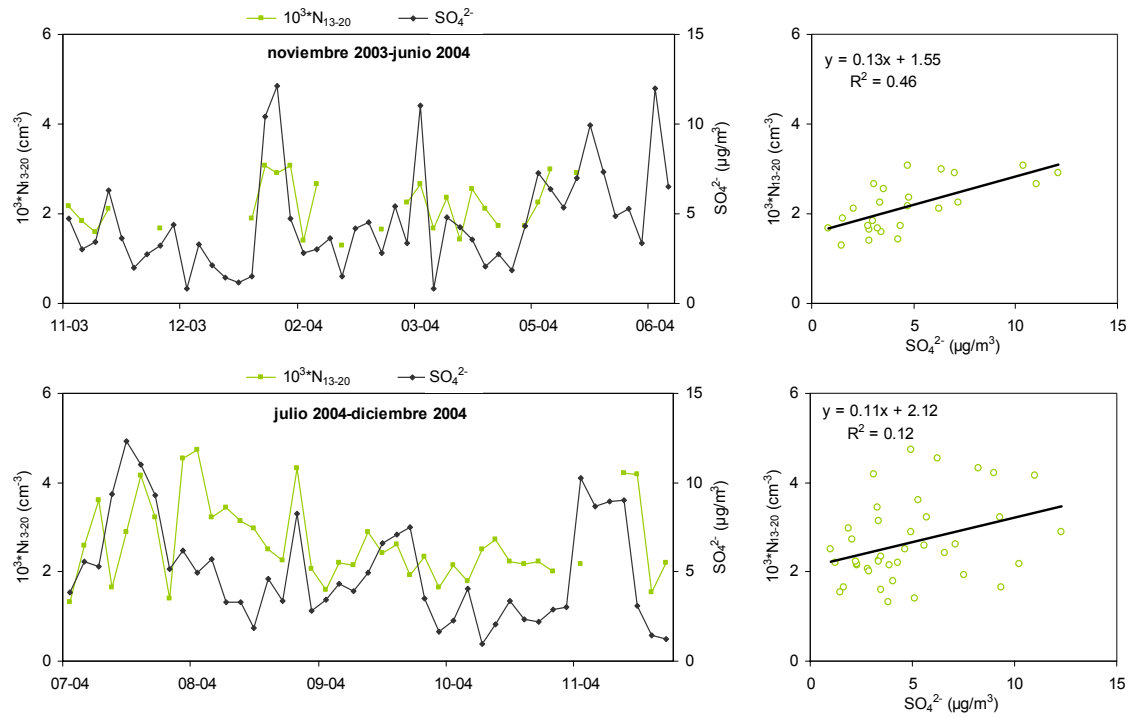 10³*N13-20 SO₄²⁻
noviembre 2003-junio 2004
10³*N13-20 (cm⁻³)
6
4
2
0
15
10
5
0
SO₄²⁻ (µg/m³)
11-03 12-03 02-04 03-04 05-04 06-04
y = 0.13x + 1.55
R² = 0.46
10³*N13-20 (cm⁻³)
6
4
2
0
0 5 10 15
SO₄²⁻ (µg/m³)
10³*N13-20 SO₄²⁻
julio 2004-diciembre 2004
10³*N13-20 (cm⁻³)
6
4
2
0
15
10
5
0
SO₄²⁻ (µg/m³)
07-04 08-04 09-04 10-04 11-04
y = 0.11x + 2.12
R² = 0.12
10³*N13-20 (cm⁻³)
6
4
2
0
0 5 10 15
SO₄²⁻ (µg/m³)